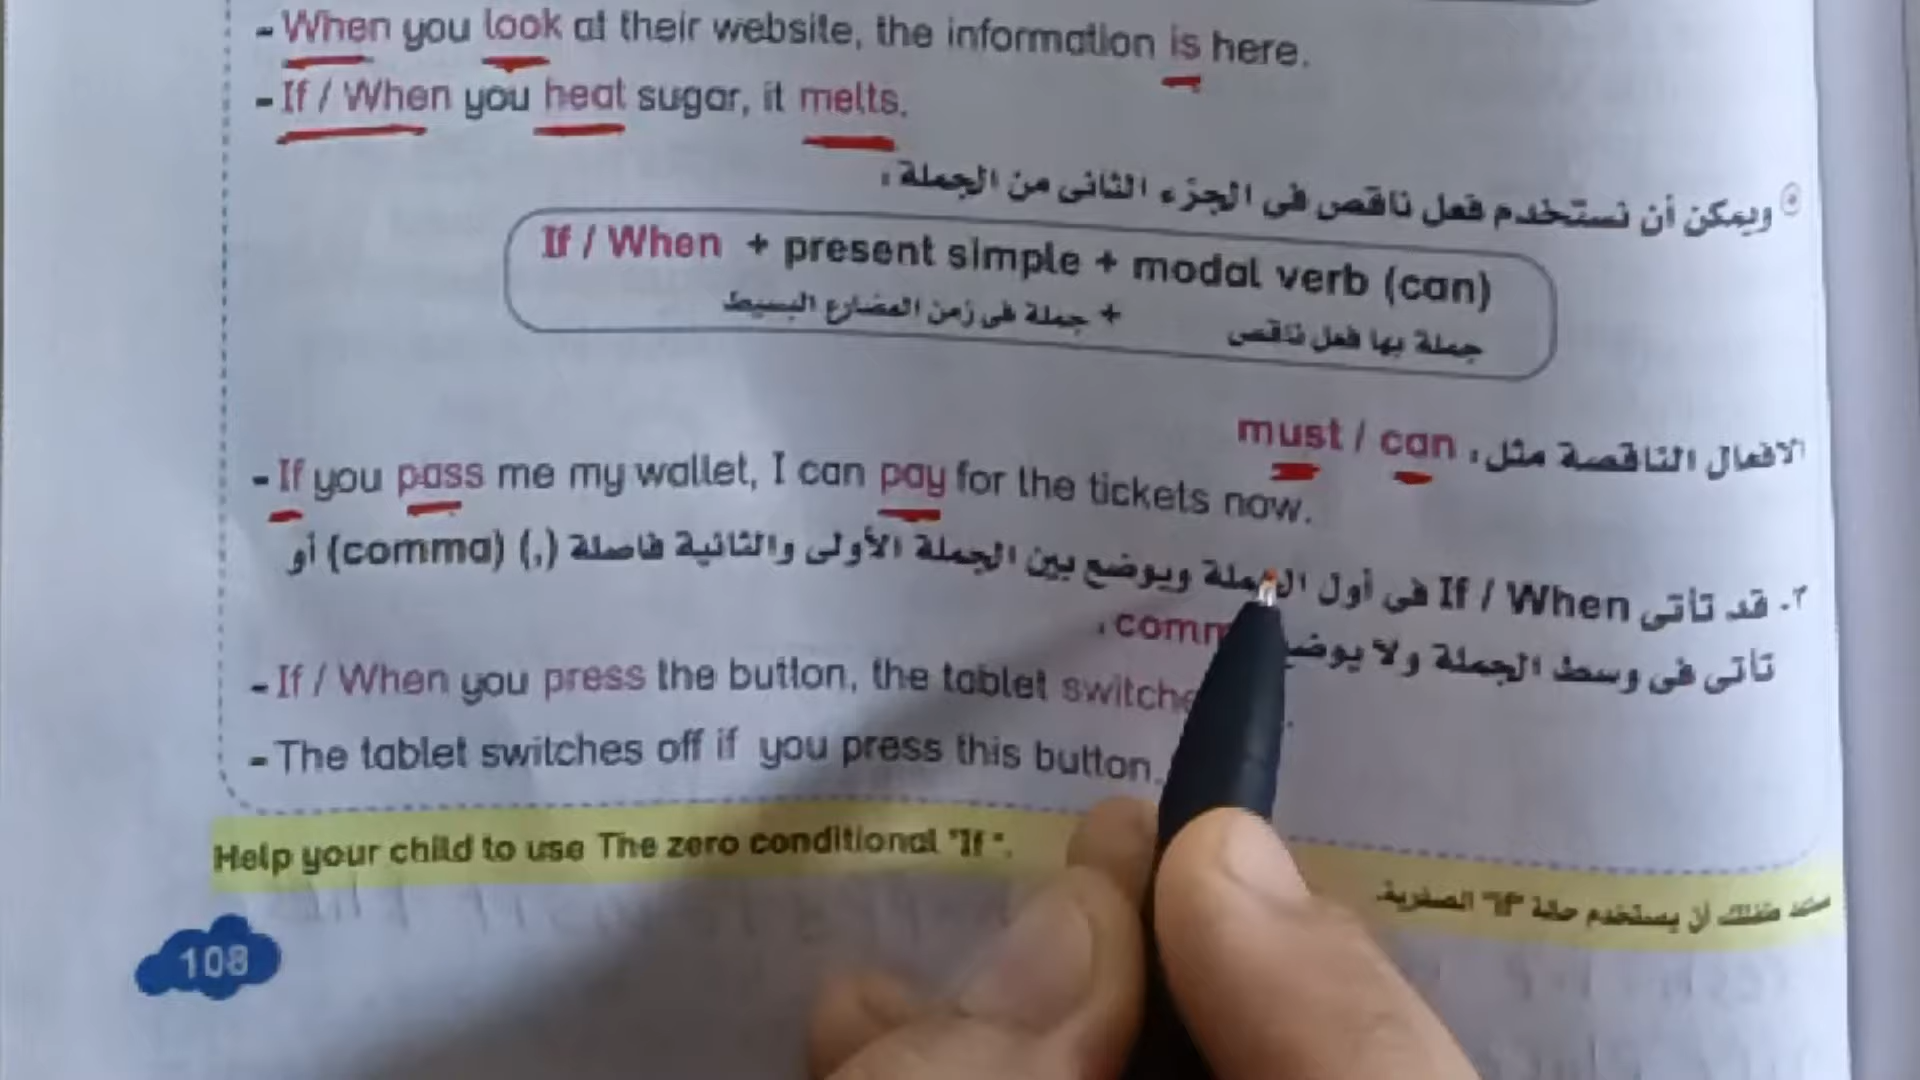 - When you look at their website, the information is here.
- If / When you heat sugar, it melts.
ويمكن أن نستخدم فعل ناقص فى الجزء الثانى من الجملة :
If / When + present simple + modal verb (can)
جملة بها فعل ناقص + جملة فى زمن المضارع البسيط
الافعال الناقصة مثل : must / can
- If you pass me my wallet, I can pay for the tickets now.
٢- قد تأتى If / When فى أول الجملة ويوضع بين الجملة الأولى والثانية فاصلة (,) (comma) أو
تأتى فى وسط الجملة ولا
- If / When you press the button, the tablet
- The tablet switches off if you press this button.
Help your child to use The zero conditional "If".
ساعد طفلك أن يستخدم حالة "if" الصفرية.
108